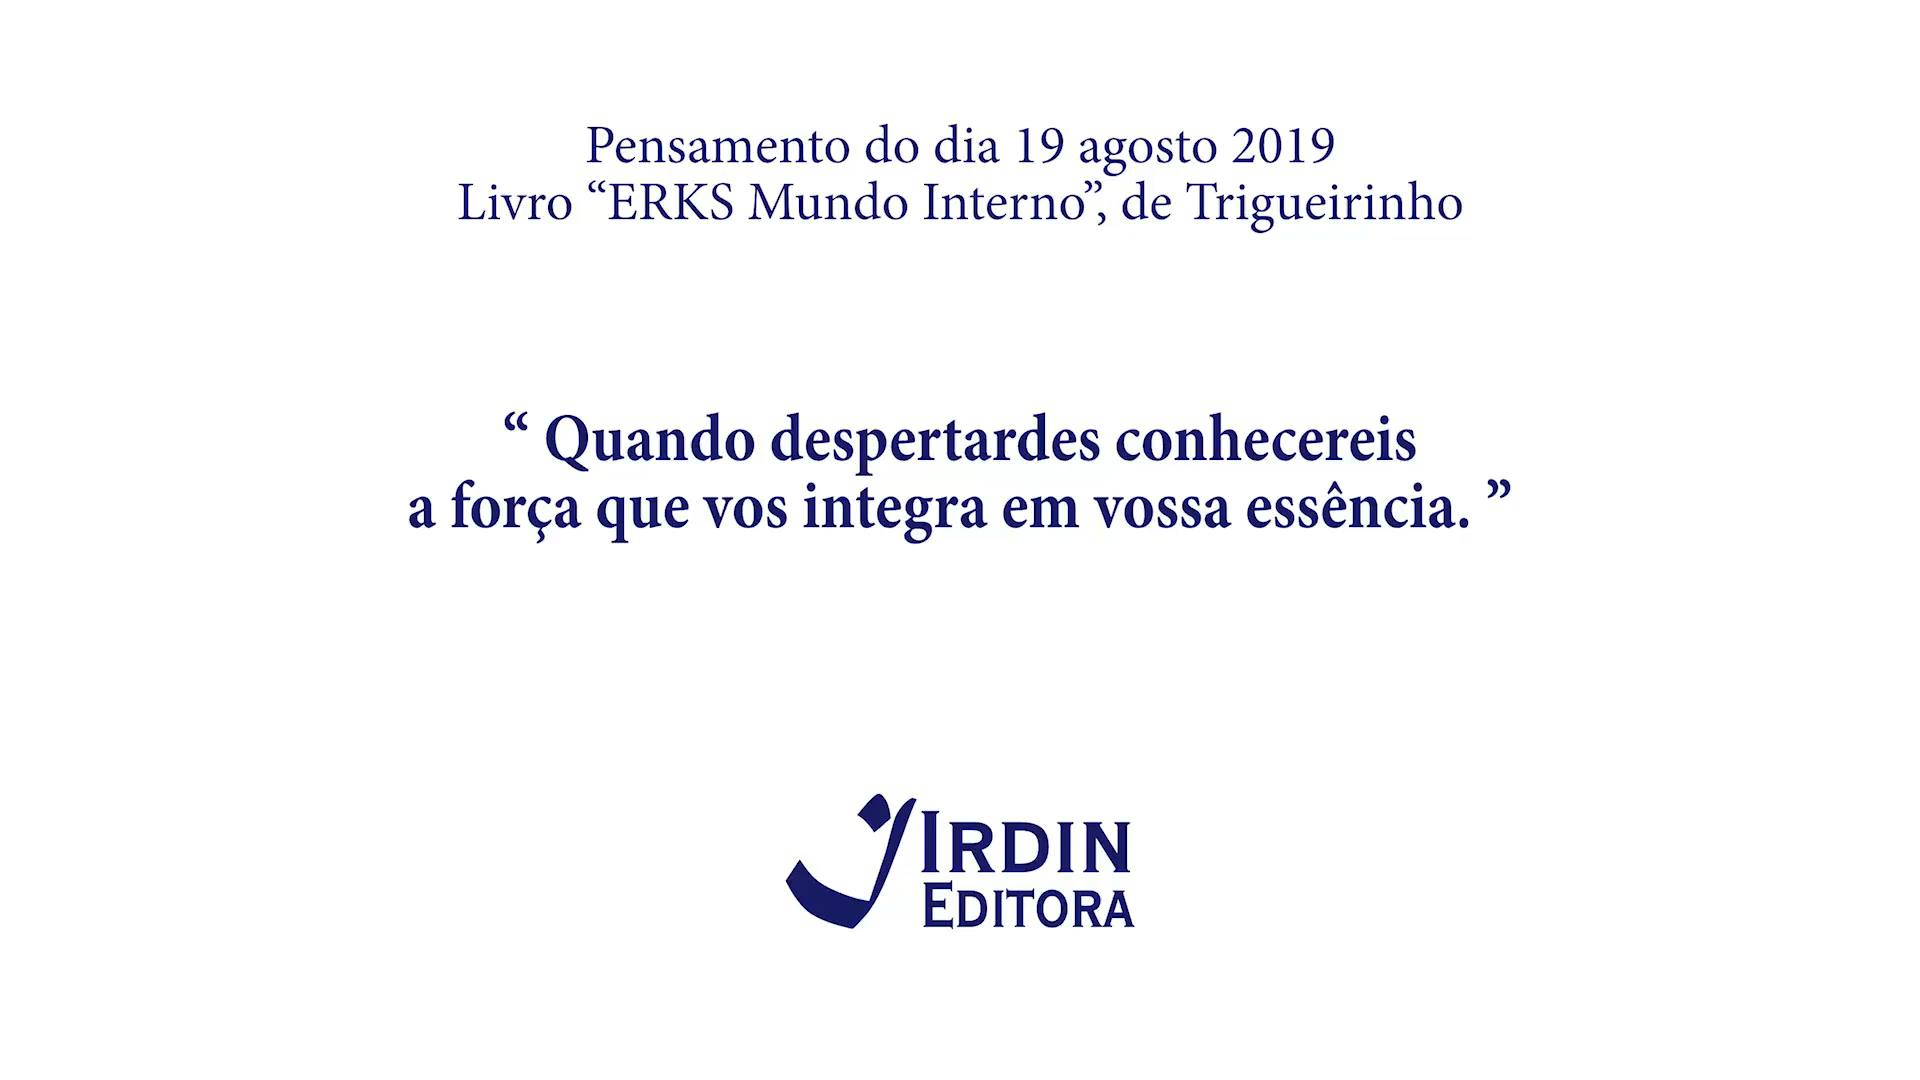 Pensamento do dia 19 agosto 2019
Livro “ERKS Mundo Interno”, de Trigueirinho
“ Quando despertardes conhecereis
a força que vos integra em vossa essência. ”
IRDIN
EDITORA